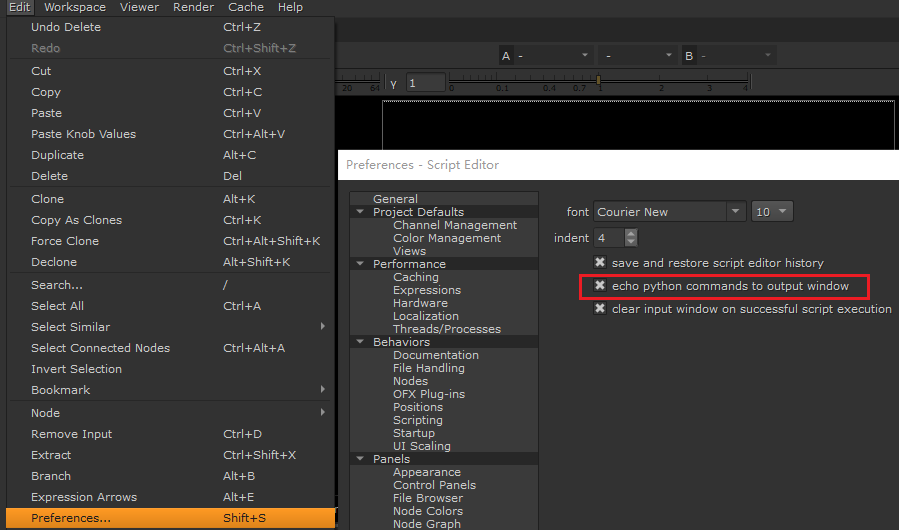 Edit Workspace Viewer Render Cache Help
Undo Delete Ctrl+Z
Redo Ctrl+Shift+Z
Cut Ctrl+X
Copy Ctrl+C
Paste Ctrl+V
Paste Knob Values Ctrl+Alt+V
Duplicate Alt+C
Delete Del
Clone Alt+K
Copy As Clones Ctrl+K
Force Clone Ctrl+Alt+Shift+K
Declone Alt+Shift+K
Search... /
Select All Ctrl+A
Select Similar
Select Connected Nodes Ctrl+Alt+A
Invert Selection
Bookmark
Node
Remove Input Ctrl+D
Extract Ctrl+Shift+X
Branch Alt+B
Expression Arrows Alt+E
Preferences... Shift+S
A - - B -
20 64 γ 1 0 0.1 0.4 0.7 1 2 3 4
Preferences - Script Editor
General
Project Defaults
Channel Management
Color Management
Views
Performance
Caching
Expressions
Hardware
Localization
Threads/Processes
Behaviors
Documentation
File Handling
Nodes
OFX Plug-ins
Positions
Scripting
Startup
UI Scaling
Panels
Appearance
Control Panels
File Browser
Node Colors
Node Graph
font Courier New 10
indent 4
save and restore script editor history
echo python commands to output window
clear input window on successful script execution